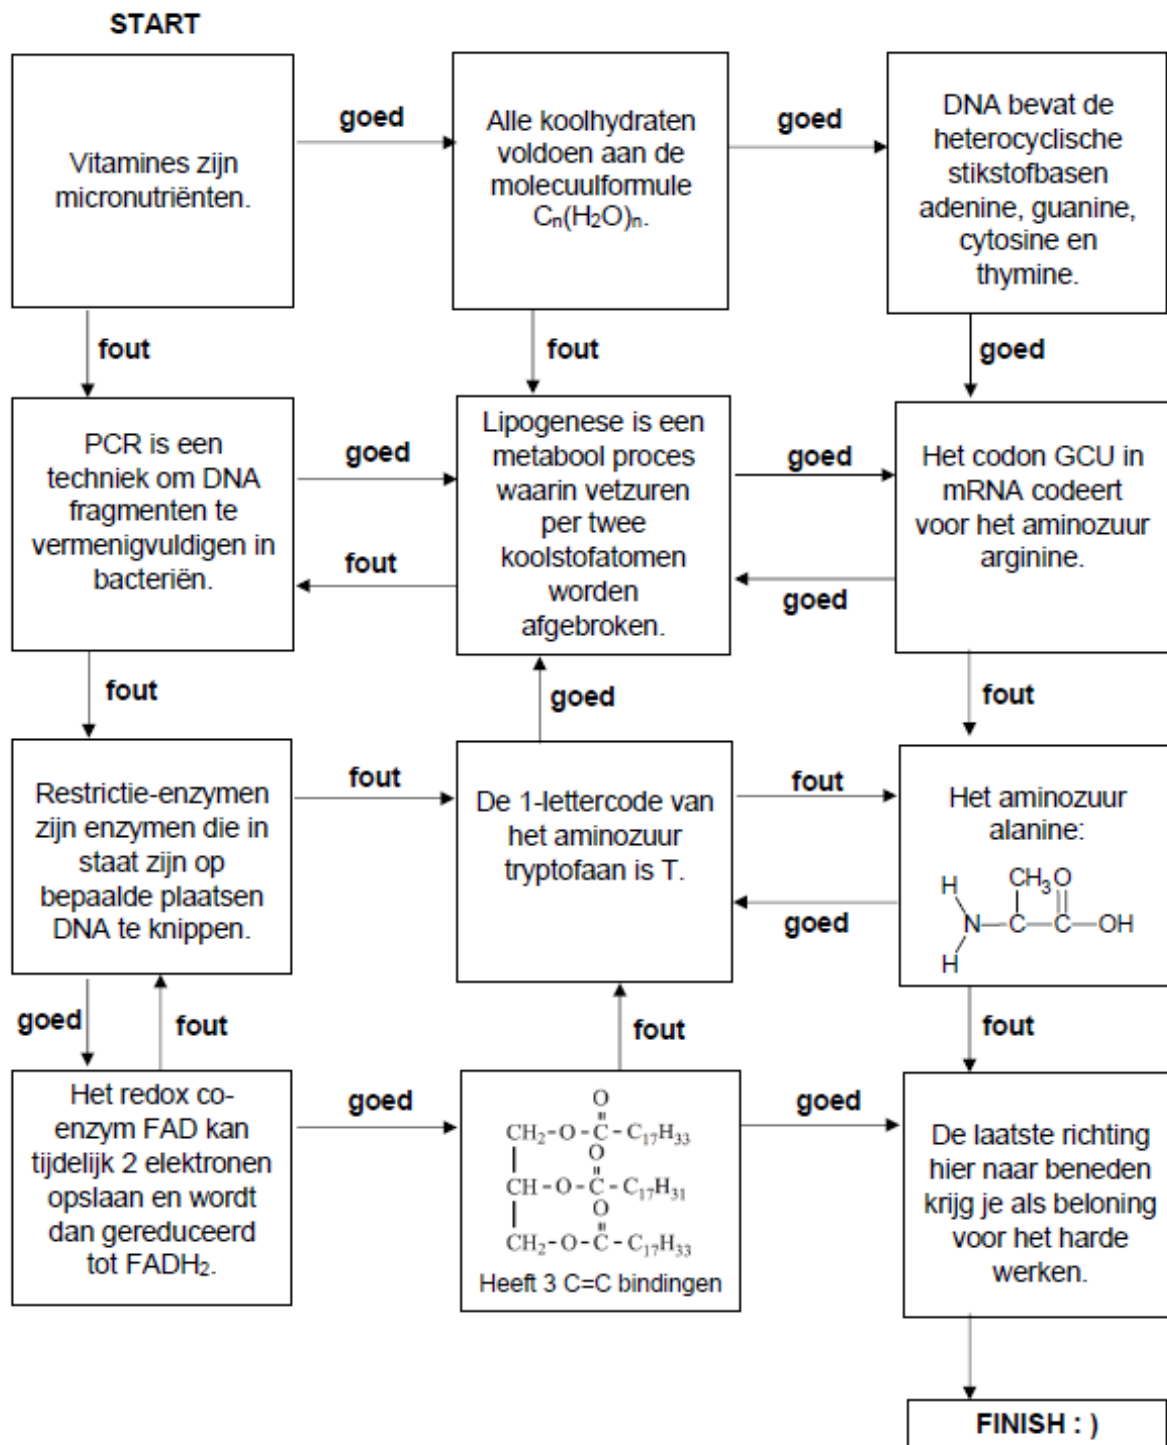 START
Vitamines zijn
micronutriënten.
goed
Alle koolhydraten
voldoen aan de
molecuulformule
Cₙ(H₂O)ₙ.
goed
DNA bevat de
heterocyclische
stikstofbasen
adenine, guanine,
cytosine en
thymine.
fout
fout
goed
PCR is een
techniek om DNA
fragmenten te
vermenigvuldigen in
bacteriën.
goed
fout
Lipogenese is een
metabool proces
waarin vetzuren
per twee
koolstofatomen
worden
afgebroken.
goed
goed
Het codon GCU in
mRNA codeert
voor het aminozuur
arginine.
fout
goed
fout
Restrictie-enzymen
zijn enzymen die in
staat zijn op
bepaalde plaatsen
DNA te knippen.
fout
De 1-lettercode van
het aminozuur
tryptofaan is T.
fout
goed
Het aminozuur
alanine:
H CH₃O
N—C—C—OH
H
goed
fout
fout
fout
Het redox co-
enzym FAD kan
tijdelijk 2 elektronen
opslaan en wordt
dan gereduceerd
tot FADH₂.
goed
O
CH₂-O-C-C₁₇H₃₃
O
CH-O-C-C₁₇H₃₁
O
CH₂-O-C-C₁₇H₃₃
Heeft 3 C=C bindingen
goed
De laatste richting
hier naar beneden
krijg je als beloning
voor het harde
werken.
FINISH : )